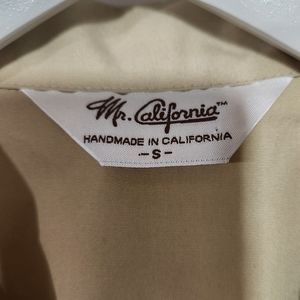 Mr. California™
HANDMADE IN CALIFORNIA
- S -